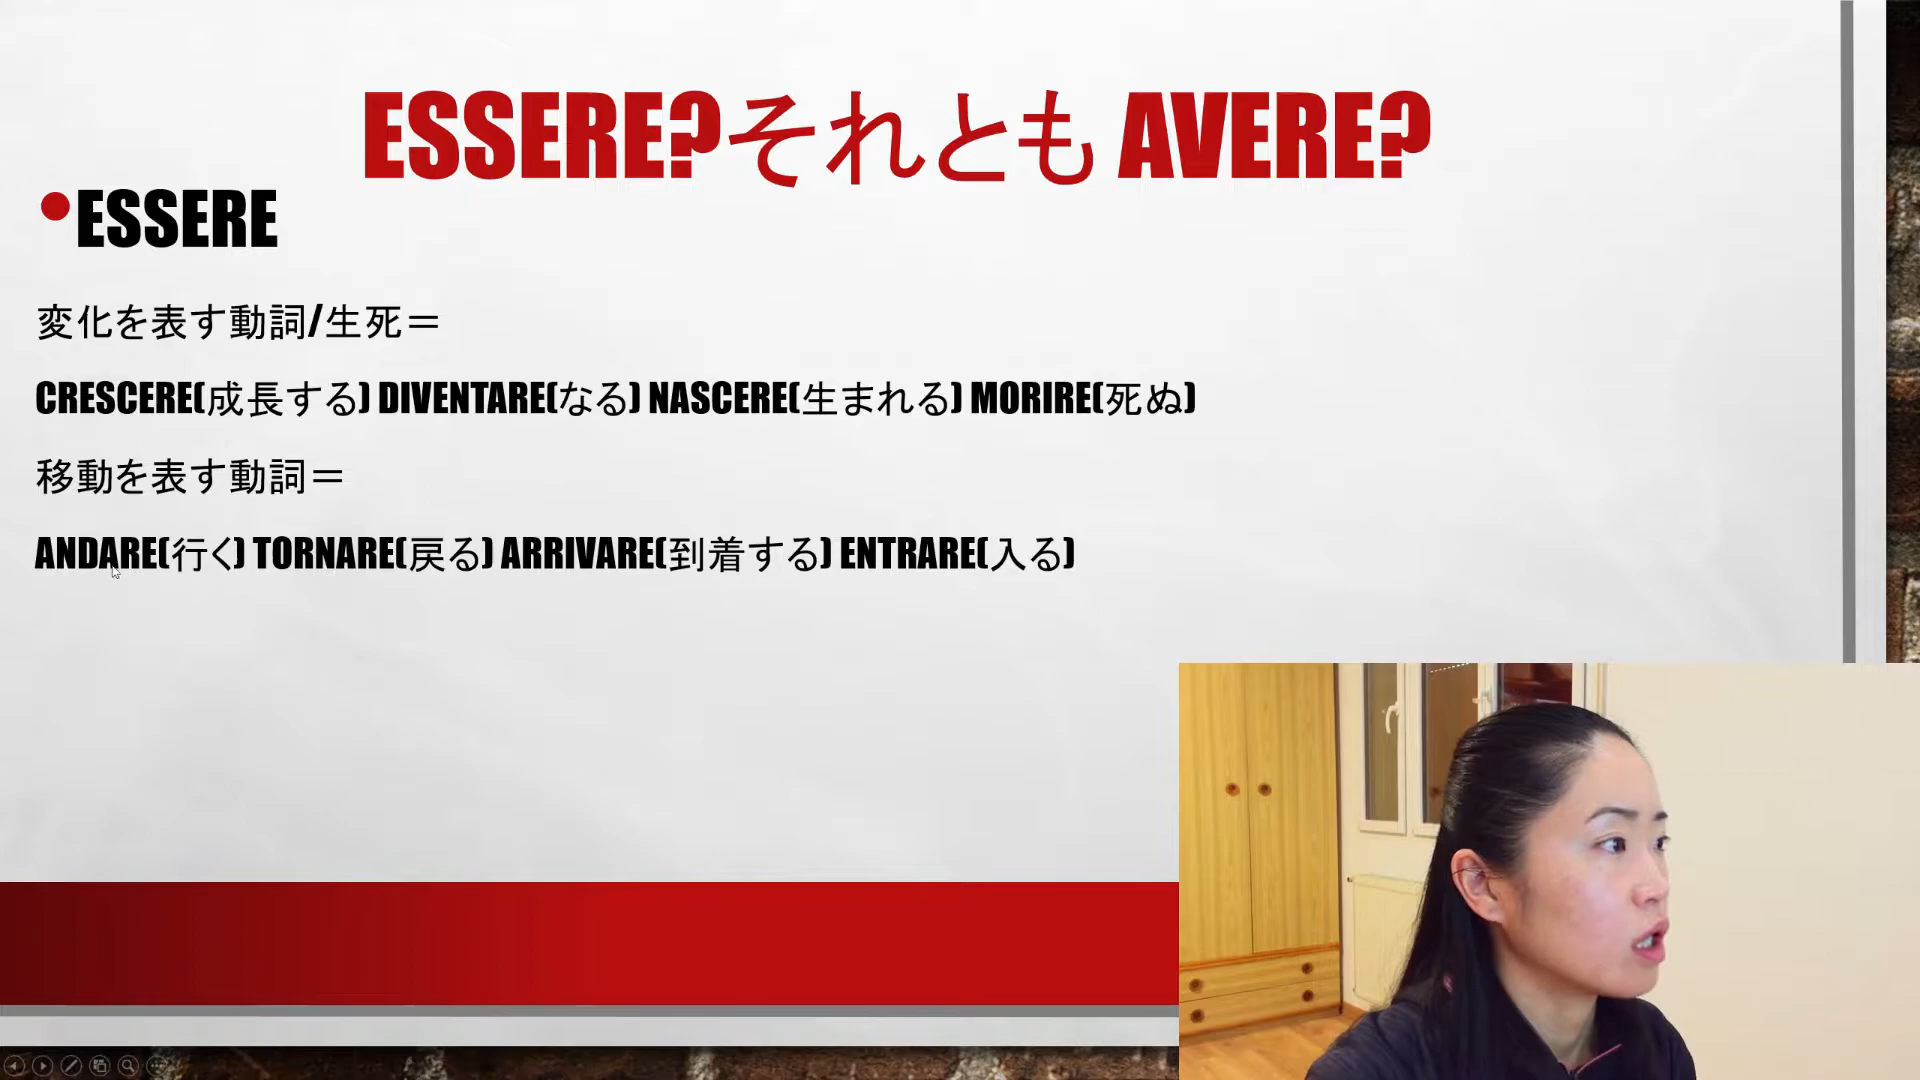 ESSERE?それとも AVERE?
•ESSERE
変化を表す動詞/生死＝
CRESCERE(成長する) DIVENTARE(なる) NASCERE(生まれる) MORIRE(死ぬ)
移動を表す動詞＝
ANDARE(行く) TORNARE(戻る) ARRIVARE(到着する) ENTRARE(入る)